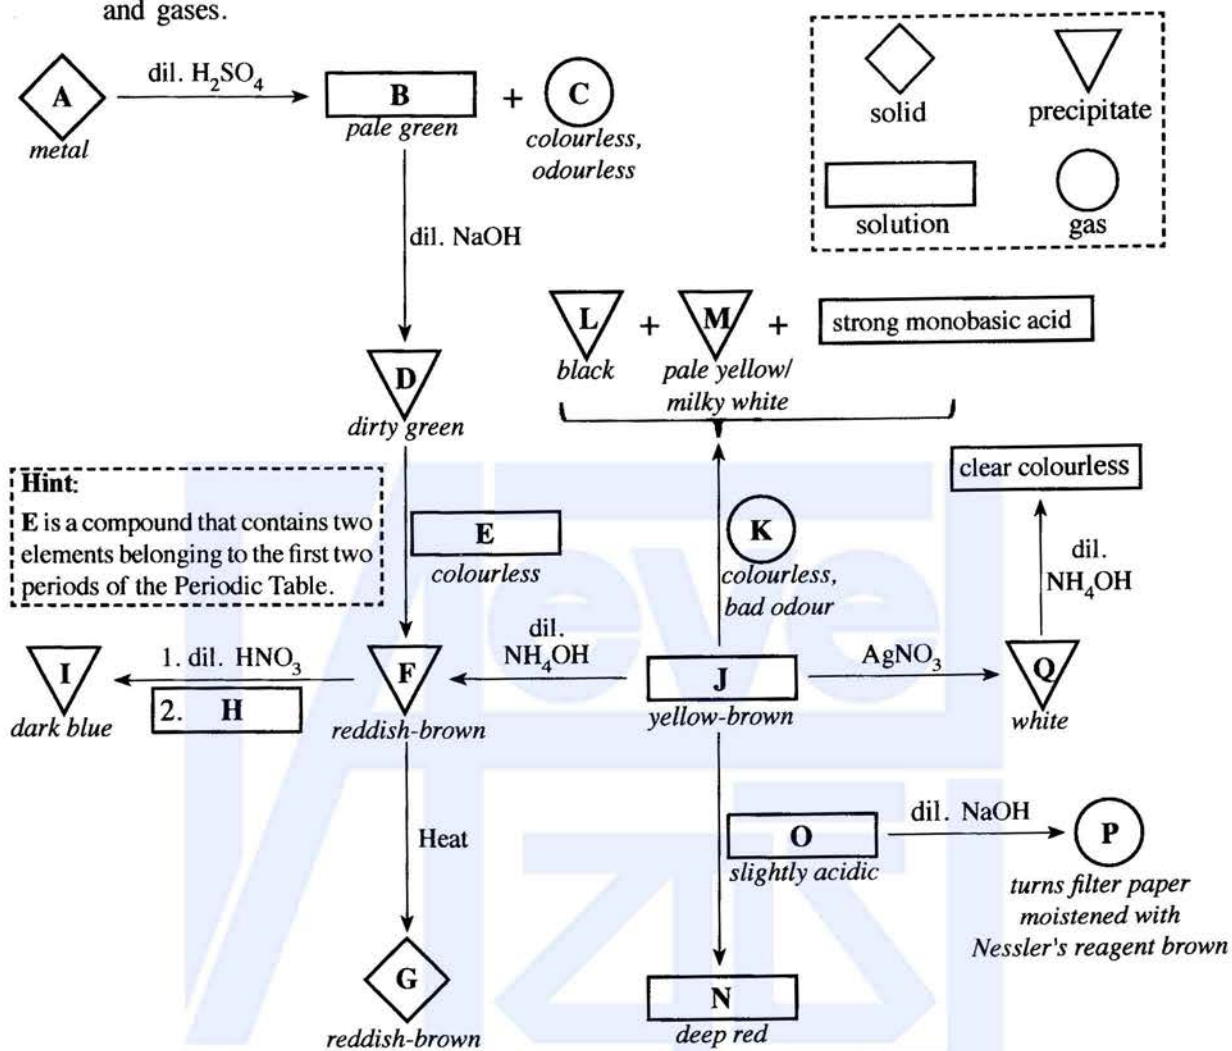 and gases.
A
metal
dil. H₂SO₄
B
pale green
+
C
colourless,
odourless
solid
precipitate
solution
gas
dil. NaOH
D
dirty green
L
black
+
M
pale yellow/
milky white
+
strong monobasic acid
Hint:
E is a compound that contains two
elements belonging to the first two
periods of the Periodic Table.
E
colourless
K
colourless,
bad odour
clear colourless
dil.
NH₄OH
I
dark blue
1. dil. HNO₃
2. H
F
reddish-brown
dil.
NH₄OH
J
yellow-brown
AgNO₃
Q
white
Heat
G
reddish-brown
O
slightly acidic
dil. NaOH
P
turns filter paper
moistened with
Nessler's reagent brown
N
deep red